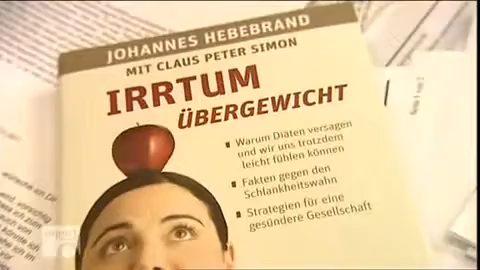 JOHANNES HEBEBRAND
MIT CLAUS PETER SIMON
IRRTUM
ÜBERGEWICHT
Warum Diäten versagen
und wir uns trotzdem
leicht fühlen können
Fakten gegen den
Schlankheitswahn
Strategien für eine
gesündere Gesellschaft